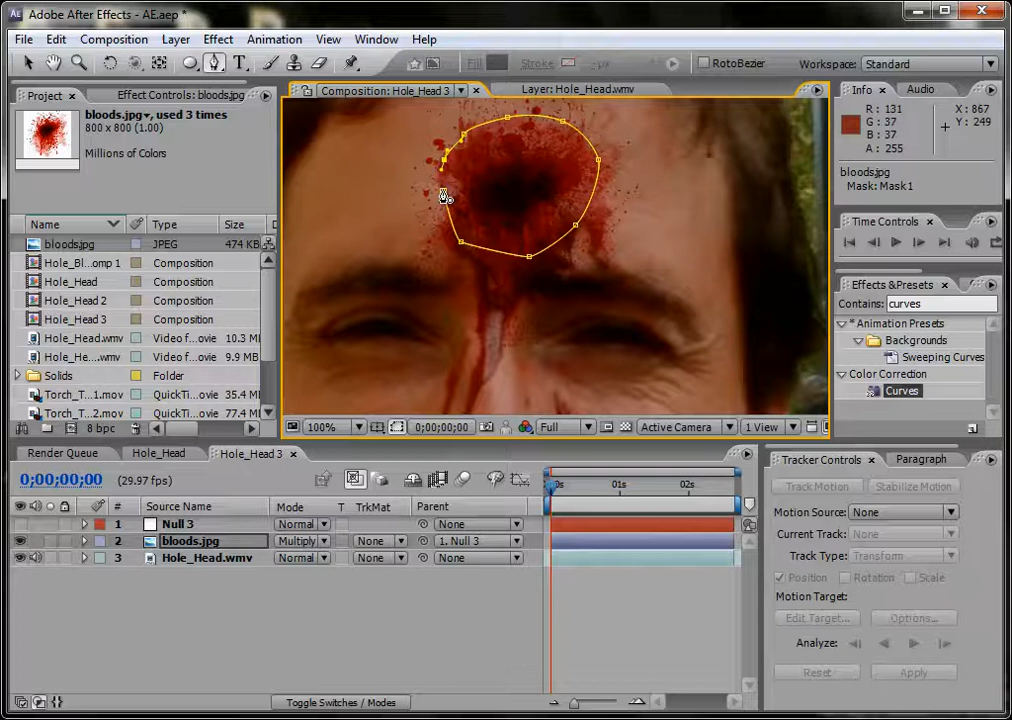 Adobe After Effects - AE.aep *
File Edit Composition Layer Effect Animation View Window Help
T Fill Stroke px RotoBezier Workspace: Standard
Project Effect Controls: bloods.jpg
bloods.jpg, used 3 times
800 x 800 (1.00)
Millions of Colors
Name Type Size
bloods.jpg JPEG 474 KB
Hole_Bl...omp 1 Composition
Hole_Head Composition
Hole_Head 2 Composition
Hole_Head 3 Composition
Hole_Head.wmv Video f...ovie 10.3 M
Hole_He....wmv Video f...ovie 9.9 MB
Solids Folder
Torch_T...1.mov QuickTi...ovie 35.4 M
Torch_T...2.mov QuickTi...ovie 77.4 M
8 bpc
Composition: Hole_Head 3 Layer: Hole_Head.wmv
100% 0;00;00;00 Full Active Camera 1 View
Info Audio
R : 131 X : 867
G : 37 Y : 249
B : 37
A : 255
bloods.jpg
Mask: Mask 1
Time Controls
Effects & Presets
Contains: curves
* Animation Presets
Backgrounds
Sweeping Curves
Color Correction
Curves
Render Queue Hole_Head Hole_Head 3
0;00;00;00 (29.97 fps)
# Source Name Mode T TrkMat Parent
0s 01s 02s
1 Null 3 Normal None
2 bloods.jpg Multiply None 1. Null 3
3 Hole_Head.wmv Normal None None
Toggle Switches / Modes
Tracker Controls Paragraph
Track Motion Stabilize Motion
Motion Source: None
Current Track: None
Track Type: Transform
Position Rotation Scale
Motion Target:
Edit Target... Options...
Analyze:
Reset Apply